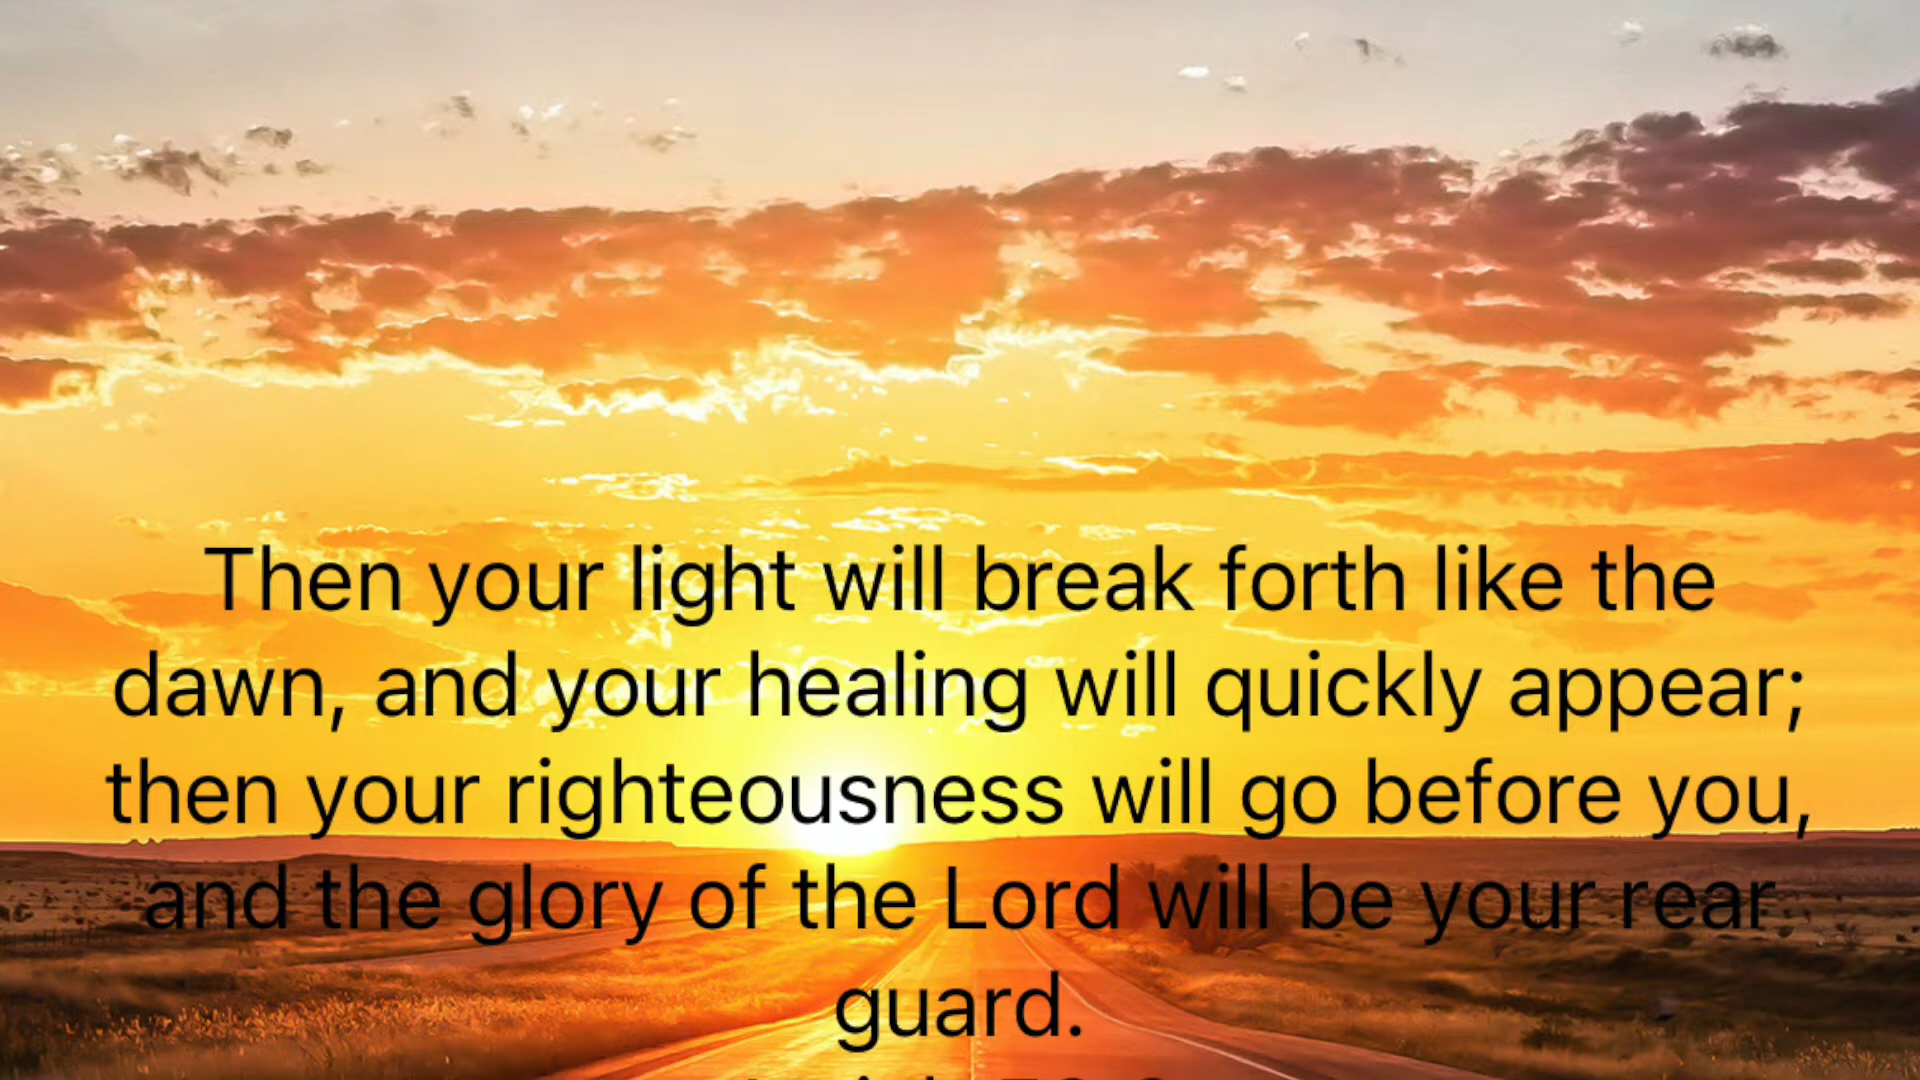 Then your light will break forth like the
dawn, and your healing will quickly appear;
then your righteousness will go before you,
and the glory of the Lord will be your rear
guard.